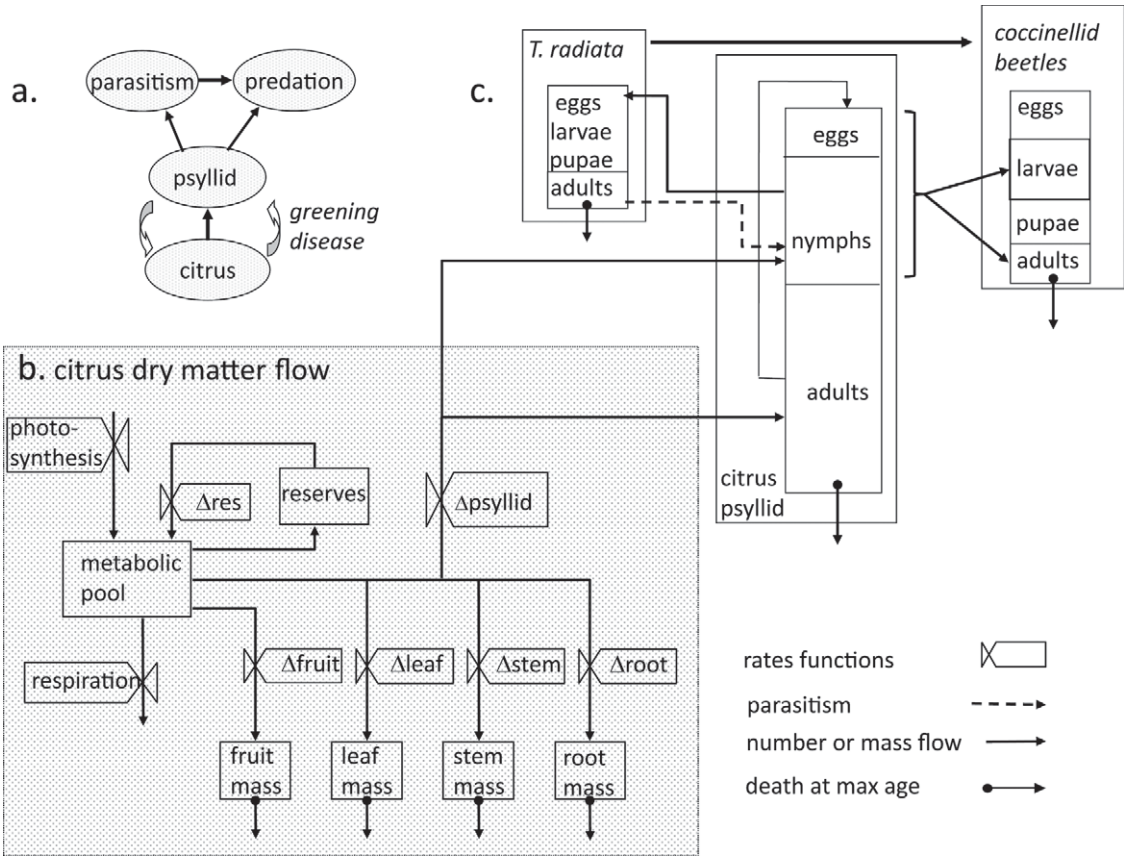 a.
parasitism
predation
psyllid
greening
disease
citrus
c.
T. radiata
eggs
larvae
pupae
adults
eggs
nymphs
adults
citrus
psyllid
coccinellid
beetles
eggs
larvae
pupae
adults
b. citrus dry matter flow
photo-
synthesis
Δres
reserves
Δpsyllid
metabolic
pool
respiration
Δfruit
Δleaf
Δstem
Δroot
fruit
mass
leaf
mass
stem
mass
root
mass
rates functions
parasitism
number or mass flow
death at max age